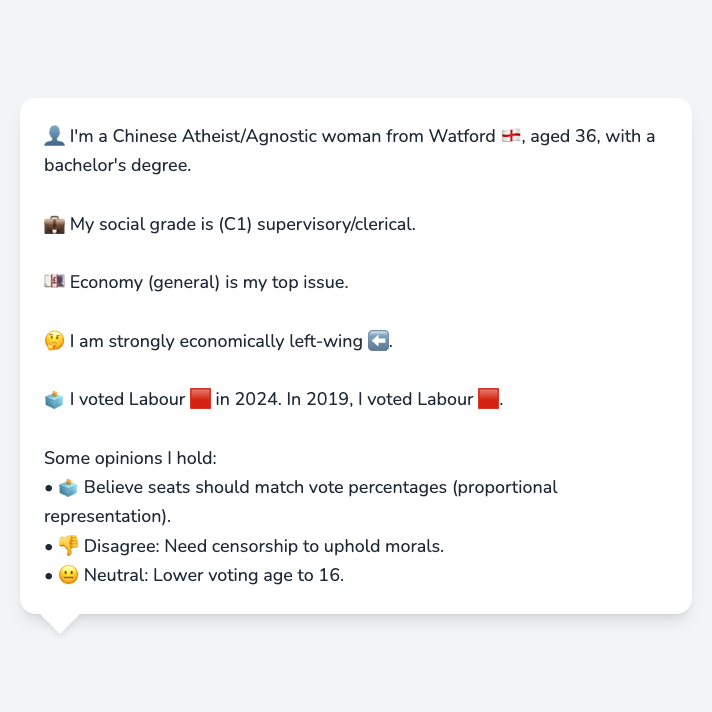 👤 I'm a Chinese Atheist/Agnostic woman from Watford 🏴󠁧󠁢󠁥󠁮󠁧󠁿, aged 36, with a
bachelor's degree.
💼 My social grade is (C1) supervisory/clerical.
💷 Economy (general) is my top issue.
🤔 I am strongly economically left-wing ⬅️.
🗳️ I voted Labour 🟥 in 2024. In 2019, I voted Labour 🟥.
Some opinions I hold:
• 🗳️ Believe seats should match vote percentages (proportional
representation).
• 👎 Disagree: Need censorship to uphold morals.
• 😐 Neutral: Lower voting age to 16.